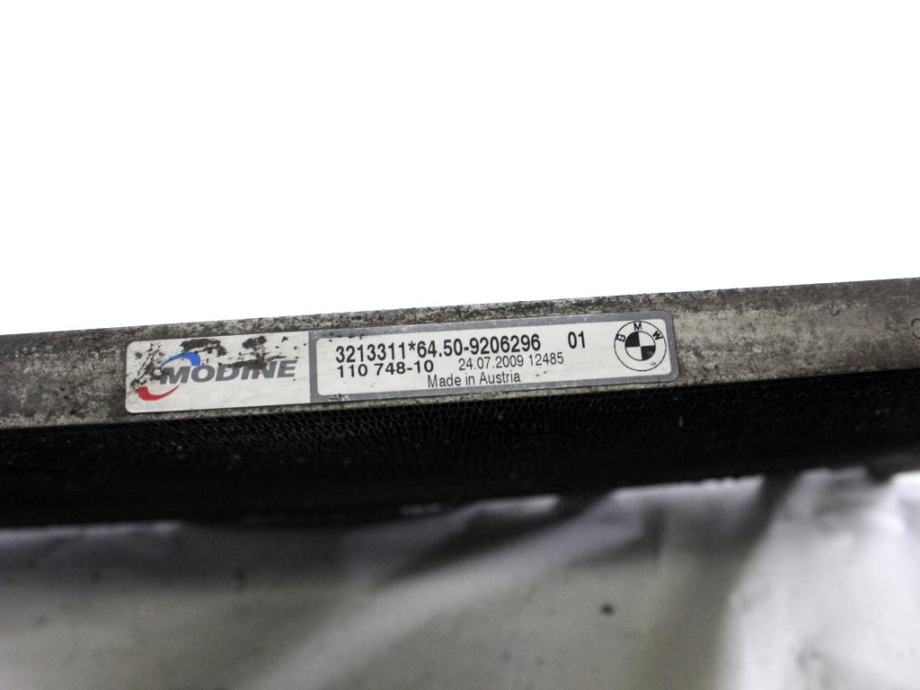 MODINE
3213311*64.50-9206296 01
110 748-10 24.07.2009 12485
Made in Austria
BMW